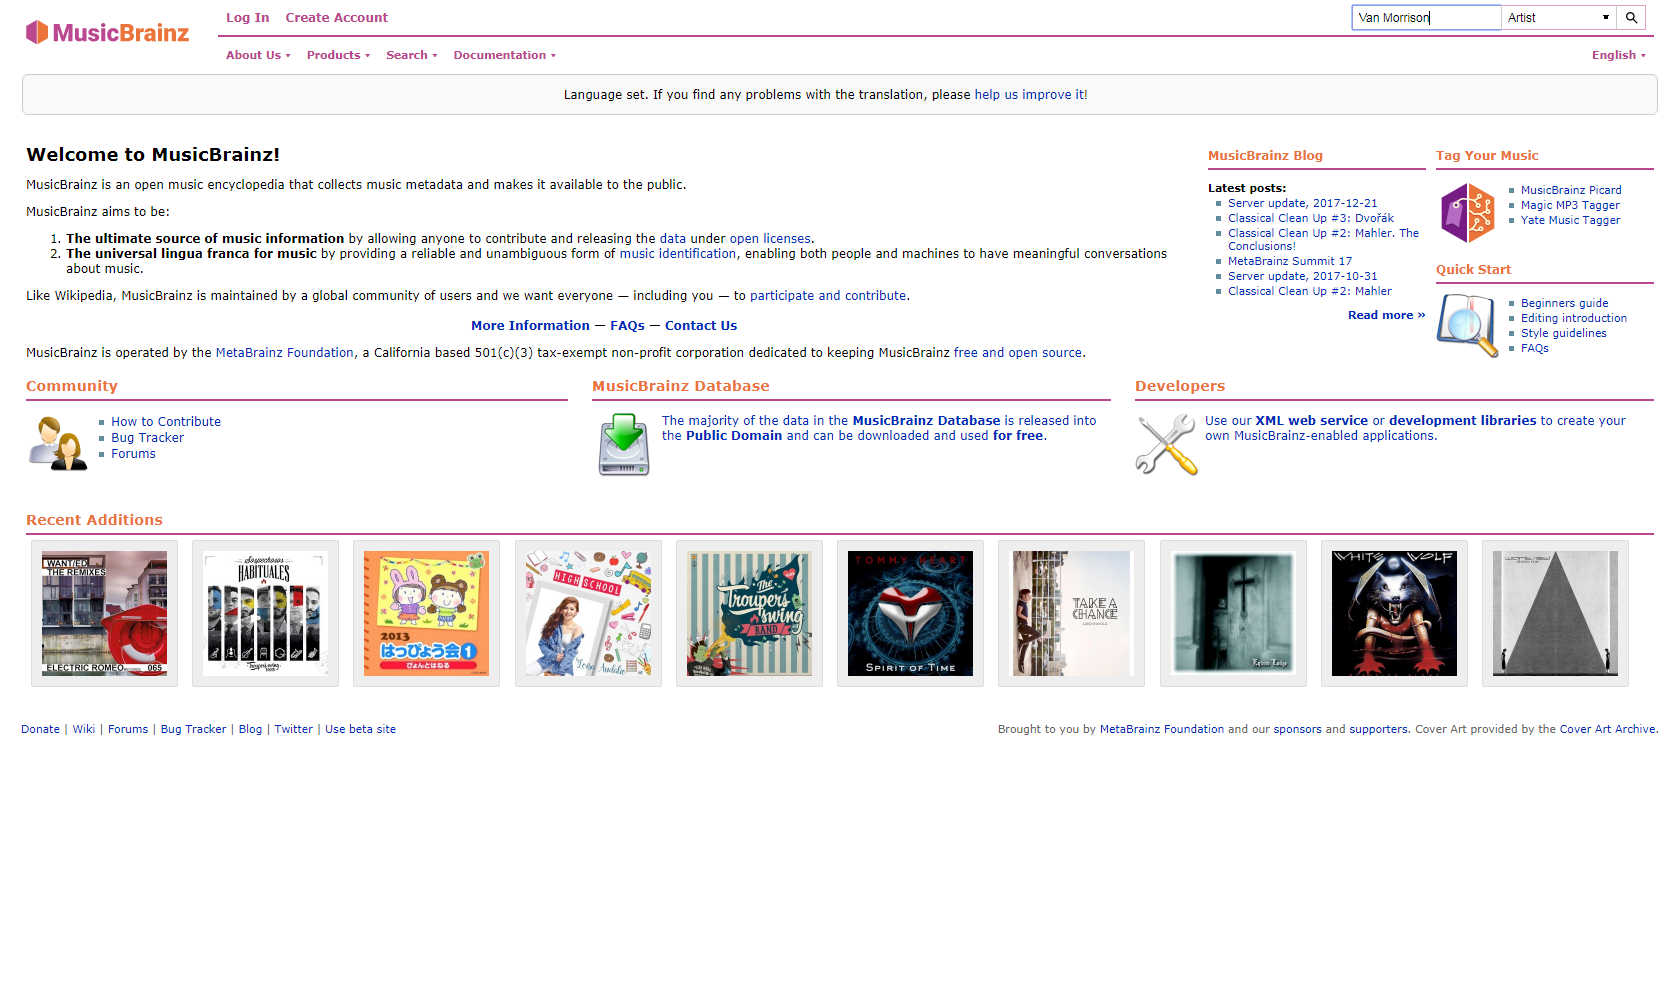 MusicBrainz
Log In Create Account
Van Morrison Artist
About Us Products Search Documentation English
Language set. If you find any problems with the translation, please help us improve it!
Welcome to MusicBrainz!
MusicBrainz is an open music encyclopedia that collects music metadata and makes it available to the public.
MusicBrainz aims to be:
1. The ultimate source of music information by allowing anyone to contribute and releasing the data under open licenses.
2. The universal lingua franca for music by providing a reliable and unambiguous form of music identification, enabling both people and machines to have meaningful conversations
about music.
Like Wikipedia, MusicBrainz is maintained by a global community of users and we want everyone — including you — to participate and contribute.
More Information — FAQs — Contact Us
MusicBrainz is operated by the MetaBrainz Foundation, a California based 501(c)(3) tax-exempt non-profit corporation dedicated to keeping MusicBrainz free and open source.
MusicBrainz Blog
Latest posts:
Server update, 2017-12-21
Classical Clean Up #3: Dvořák
Classical Clean Up #2: Mahler. The
Conclusions!
MetaBrainz Summit 17
Server update, 2017-10-31
Classical Clean Up #2: Mahler
Read more »
Tag Your Music
MusicBrainz Picard
Magic MP3 Tagger
Yate Music Tagger
Quick Start
Beginners guide
Editing introduction
Style guidelines
FAQs
Community
How to Contribute
Bug Tracker
Forums
MusicBrainz Database
The majority of the data in the MusicBrainz Database is released into
the Public Domain and can be downloaded and used for free.
Developers
Use our XML web service or development libraries to create your
own MusicBrainz-enabled applications.
Recent Additions
WANTED
THE REMIXES
ELECTRIC ROMEO RECORDS 065
Sospechosos
HABITUALES
2013
はっぴょう会1
ぴょんとはねる
HIGH SCHOOL
The
Troupers
swing
BAND
TOMMY HEART
SPIRIT OF TIME
TAKE A
CHANCE
WHITE WOLF
Donate | Wiki | Forums | Bug Tracker | Blog | Twitter | Use beta site
Brought to you by MetaBrainz Foundation and our sponsors and supporters. Cover Art provided by the Cover Art Archive.